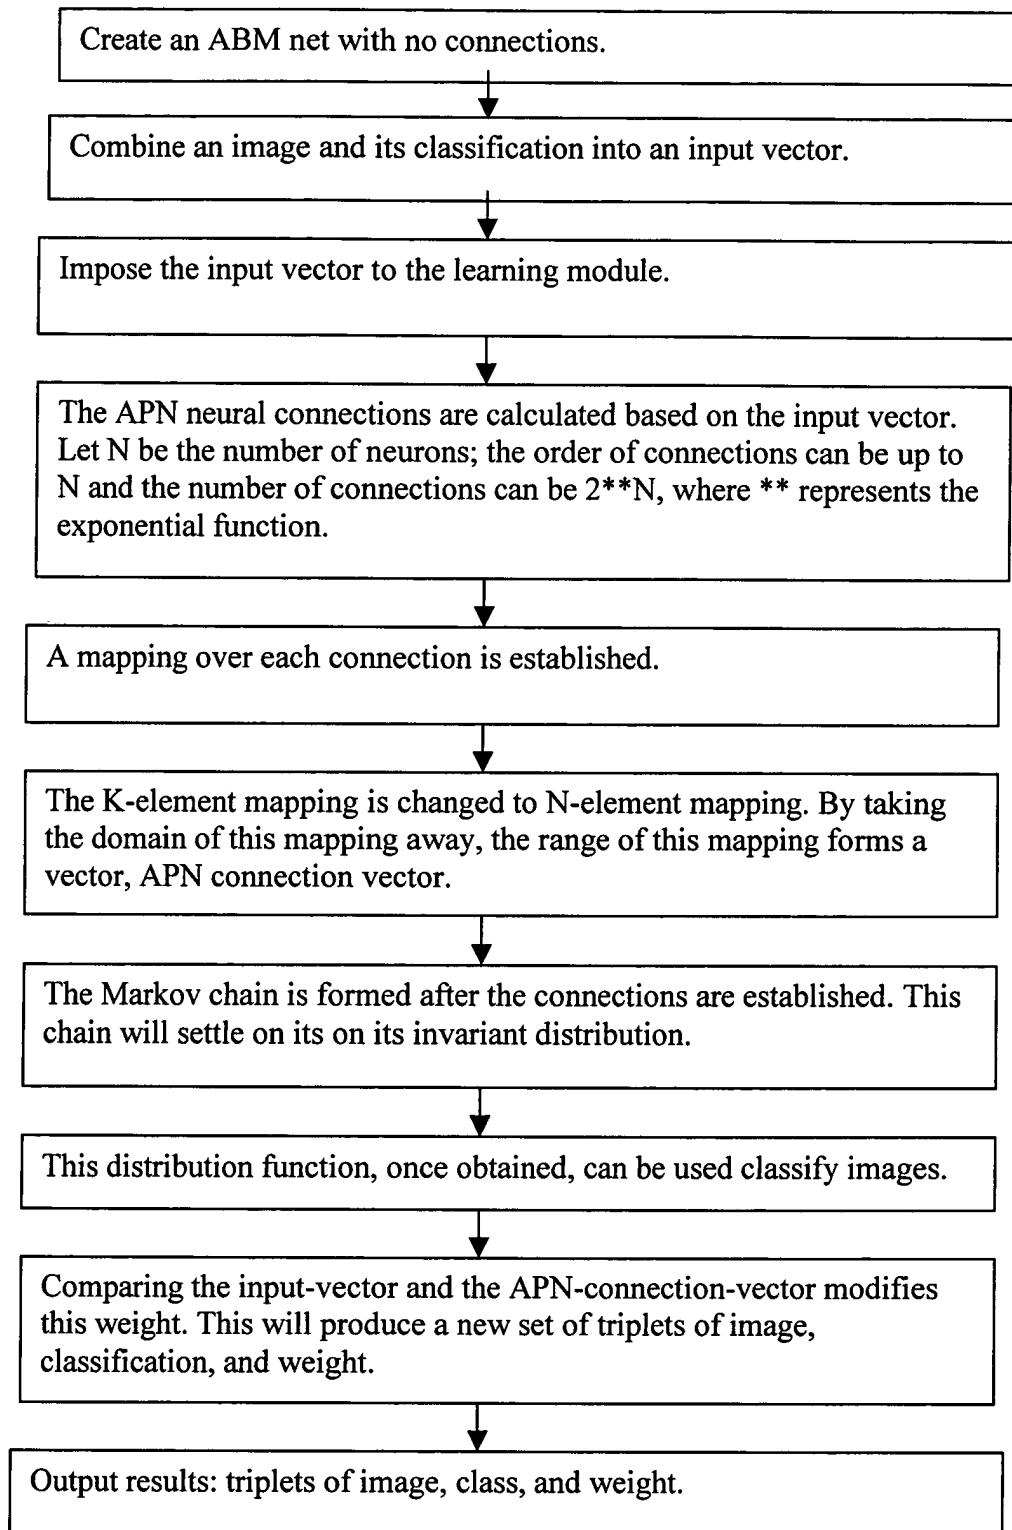 Create an ABM net with no connections.
Combine an image and its classification into an input vector.
Impose the input vector to the learning module.
The APN neural connections are calculated based on the input vector.
Let N be the number of neurons; the order of connections can be up to
N and the number of connections can be 2**N, where ** represents the
exponential function.
A mapping over each connection is established.
The K-element mapping is changed to N-element mapping. By taking
the domain of this mapping away, the range of this mapping forms a
vector, APN connection vector.
The Markov chain is formed after the connections are established. This
chain will settle on its on its invariant distribution.
This distribution function, once obtained, can be used classify images.
Comparing the input-vector and the APN-connection-vector modifies
this weight. This will produce a new set of triplets of image,
classification, and weight.
Output results: triplets of image, class, and weight.